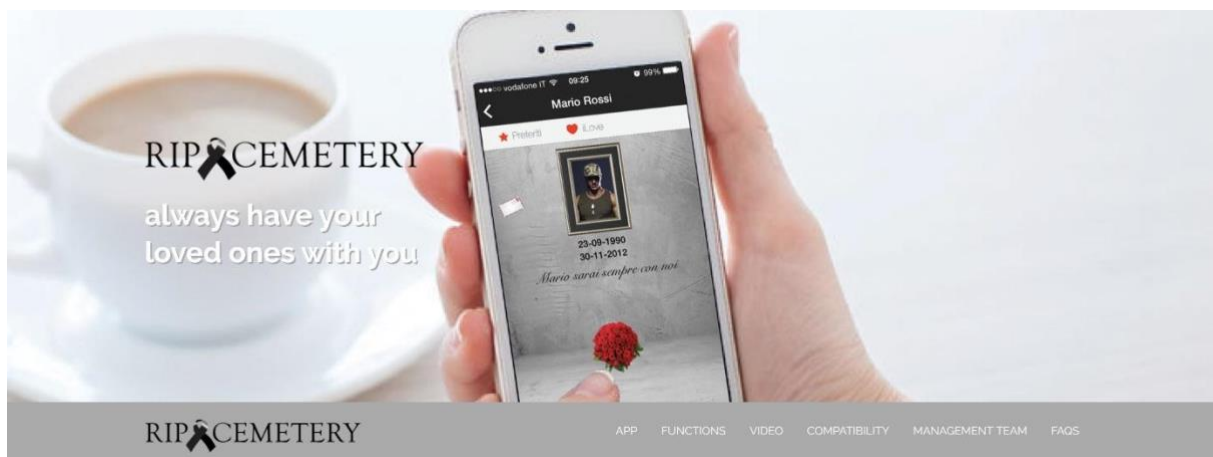 RIP CEMETERY
always have your
loved ones with you
vodafone IT 09:25 99%
Mario Rossi
Preferiti iLove
23-09-1990
30-11-2012
Mario sarai sempre con noi
RIP CEMETERY
APP FUNCTIONS VIDEO COMPATIBILITY MANAGEMENT TEAM FAQS